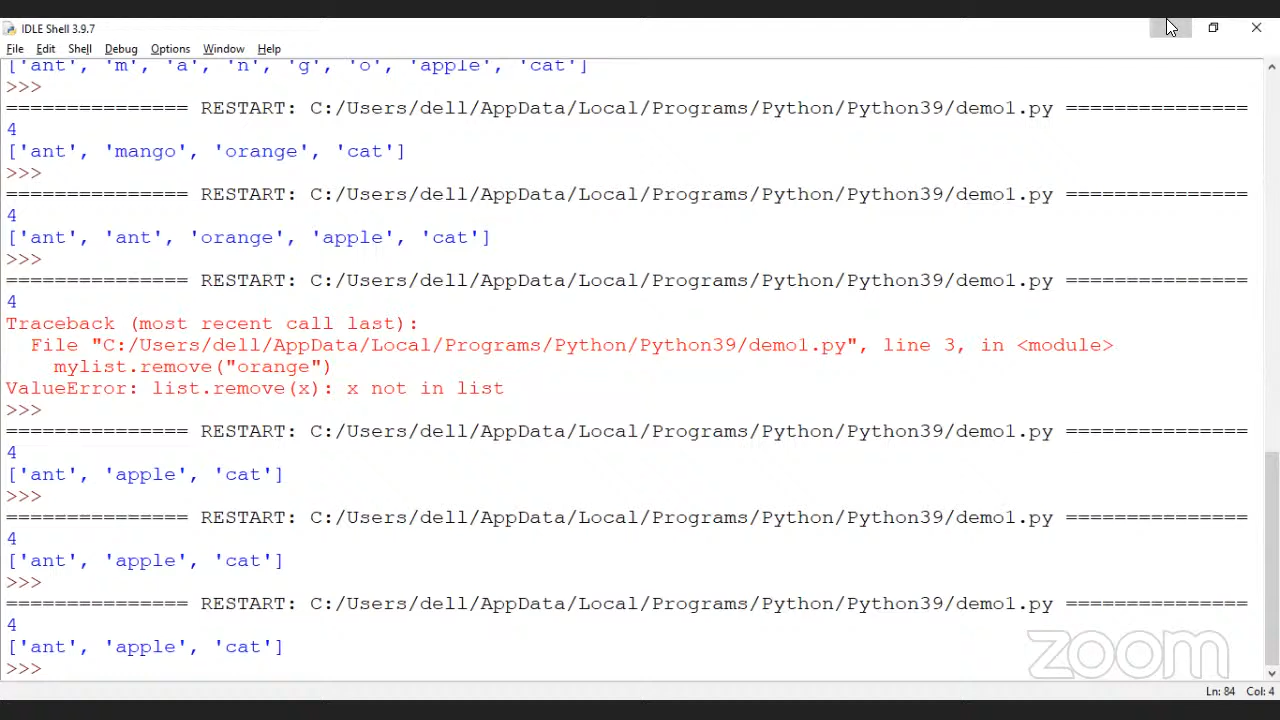 IDLE Shell 3.9.7
File Edit Shell Debug Options Window Help
['ant', 'm', 'a', 'n', 'g', 'o', 'apple', 'cat']
>>>
=============== RESTART: C:/Users/dell/AppData/Local/Programs/Python/Python39/demo1.py ===============
4
['ant', 'mango', 'orange', 'cat']
>>>
=============== RESTART: C:/Users/dell/AppData/Local/Programs/Python/Python39/demo1.py ===============
4
['ant', 'ant', 'orange', 'apple', 'cat']
>>>
=============== RESTART: C:/Users/dell/AppData/Local/Programs/Python/Python39/demo1.py ===============
4
Traceback (most recent call last):
  File "C:/Users/dell/AppData/Local/Programs/Python/Python39/demo1.py", line 3, in <module>
    mylist.remove("orange")
ValueError: list.remove(x): x not in list
>>>
=============== RESTART: C:/Users/dell/AppData/Local/Programs/Python/Python39/demo1.py ===============
4
['ant', 'apple', 'cat']
>>>
=============== RESTART: C:/Users/dell/AppData/Local/Programs/Python/Python39/demo1.py ===============
4
['ant', 'apple', 'cat']
>>>
=============== RESTART: C:/Users/dell/AppData/Local/Programs/Python/Python39/demo1.py ===============
4
['ant', 'apple', 'cat']
>>>
zoom
Ln: 84 Col: 4